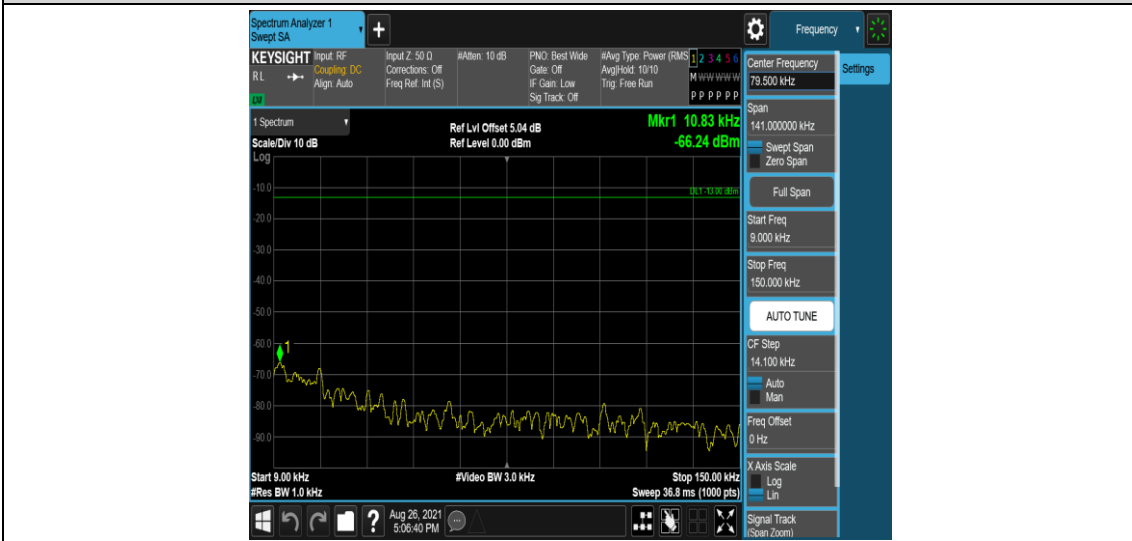 Spectrum Analyzer 1
Swept SA
+
Frequency
KEYSIGHT
R L
LXI
Input: RF
Coupling: DC
Align: Auto
Input Z: 50 Ω
Corrections: Off
Freq Ref: Int (S)
#Atten: 10 dB
PNO: Best Wide
Gate: Off
IF Gain: Low
Sig Track: Off
#Avg Type: Power (RMS
Avg|Hold: 10/10
Trig: Free Run
1 2 3 4 5 6
M W W W W W
P P P P P P
1 Spectrum
Scale/Div 10 dB
Log
Ref Lvl Offset 5.04 dB
Ref Level 0.00 dBm
Mkr1 10.83 kHz
-66.24 dBm
DL1 -13.00 dBm
-10.0
-20.0
-30.0
-40.0
-50.0
-60.0
-70.0
-80.0
-90.0
1
Start 9.00 kHz
#Res BW 1.0 kHz
#Video BW 3.0 kHz
Stop 150.00 kHz
Sweep 36.8 ms (1000 pts)
Center Frequency
79.500 kHz
Settings
Span
141.000000 kHz
Swept Span
Zero Span
Full Span
Start Freq
9.000 kHz
Stop Freq
150.000 kHz
AUTO TUNE
CF Step
14.100 kHz
Auto
Man
Freq Offset
0 Hz
X Axis Scale
Log
Lin
Signal Track
(Span Zoom)
?
Aug 26, 2021
5:06:40 PM